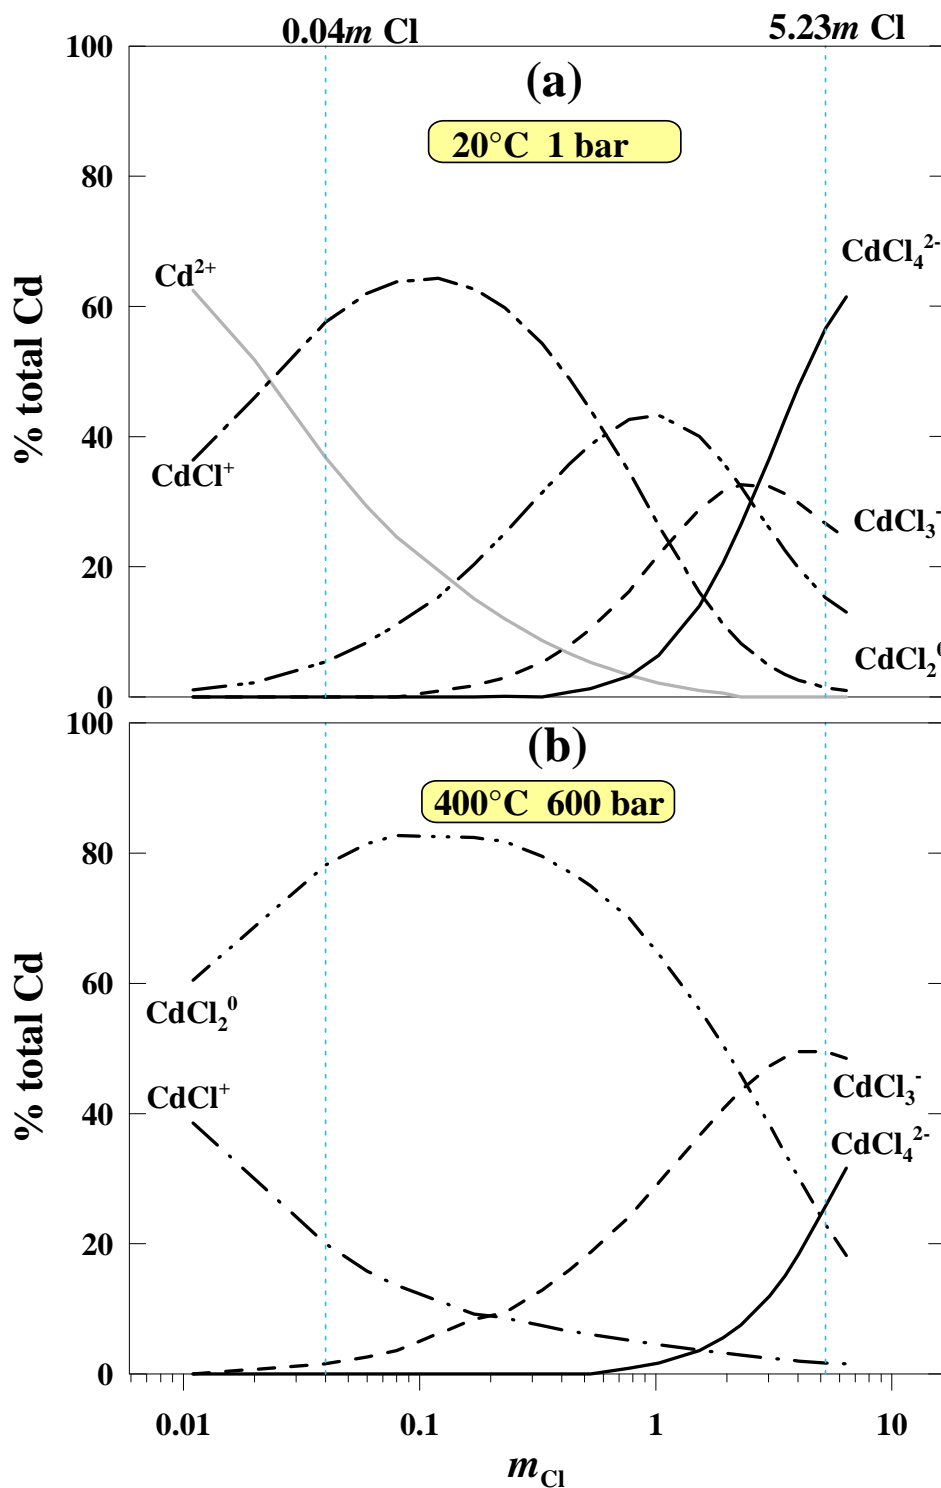 0.04m Cl 5.23m Cl
100
(a)
20°C 1 bar
80
CdCl₄²⁻
Cd²⁺
60
% total Cd
40
CdCl⁺
CdCl₃⁻
20
CdCl₂⁰
0
100
(b)
400°C 600 bar
80
60
CdCl₂⁰
% total Cd
CdCl⁺
CdCl₃⁻
40
CdCl₄²⁻
20
0
0.01 0.1 1 10
m_Cl